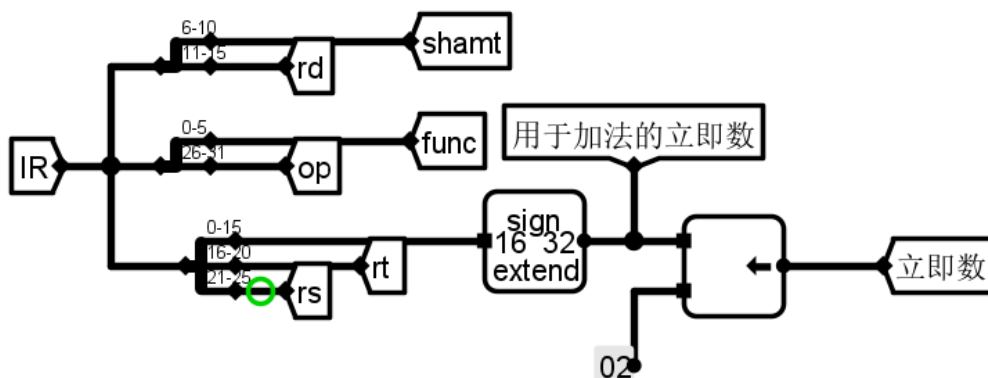 6-10
shamt
11-15
rd
0-5
func
IR
26-31
op
用于加法的立即数
0-15
sign
16 32
extend
16-20
rt
21-25
rs
立即数
02